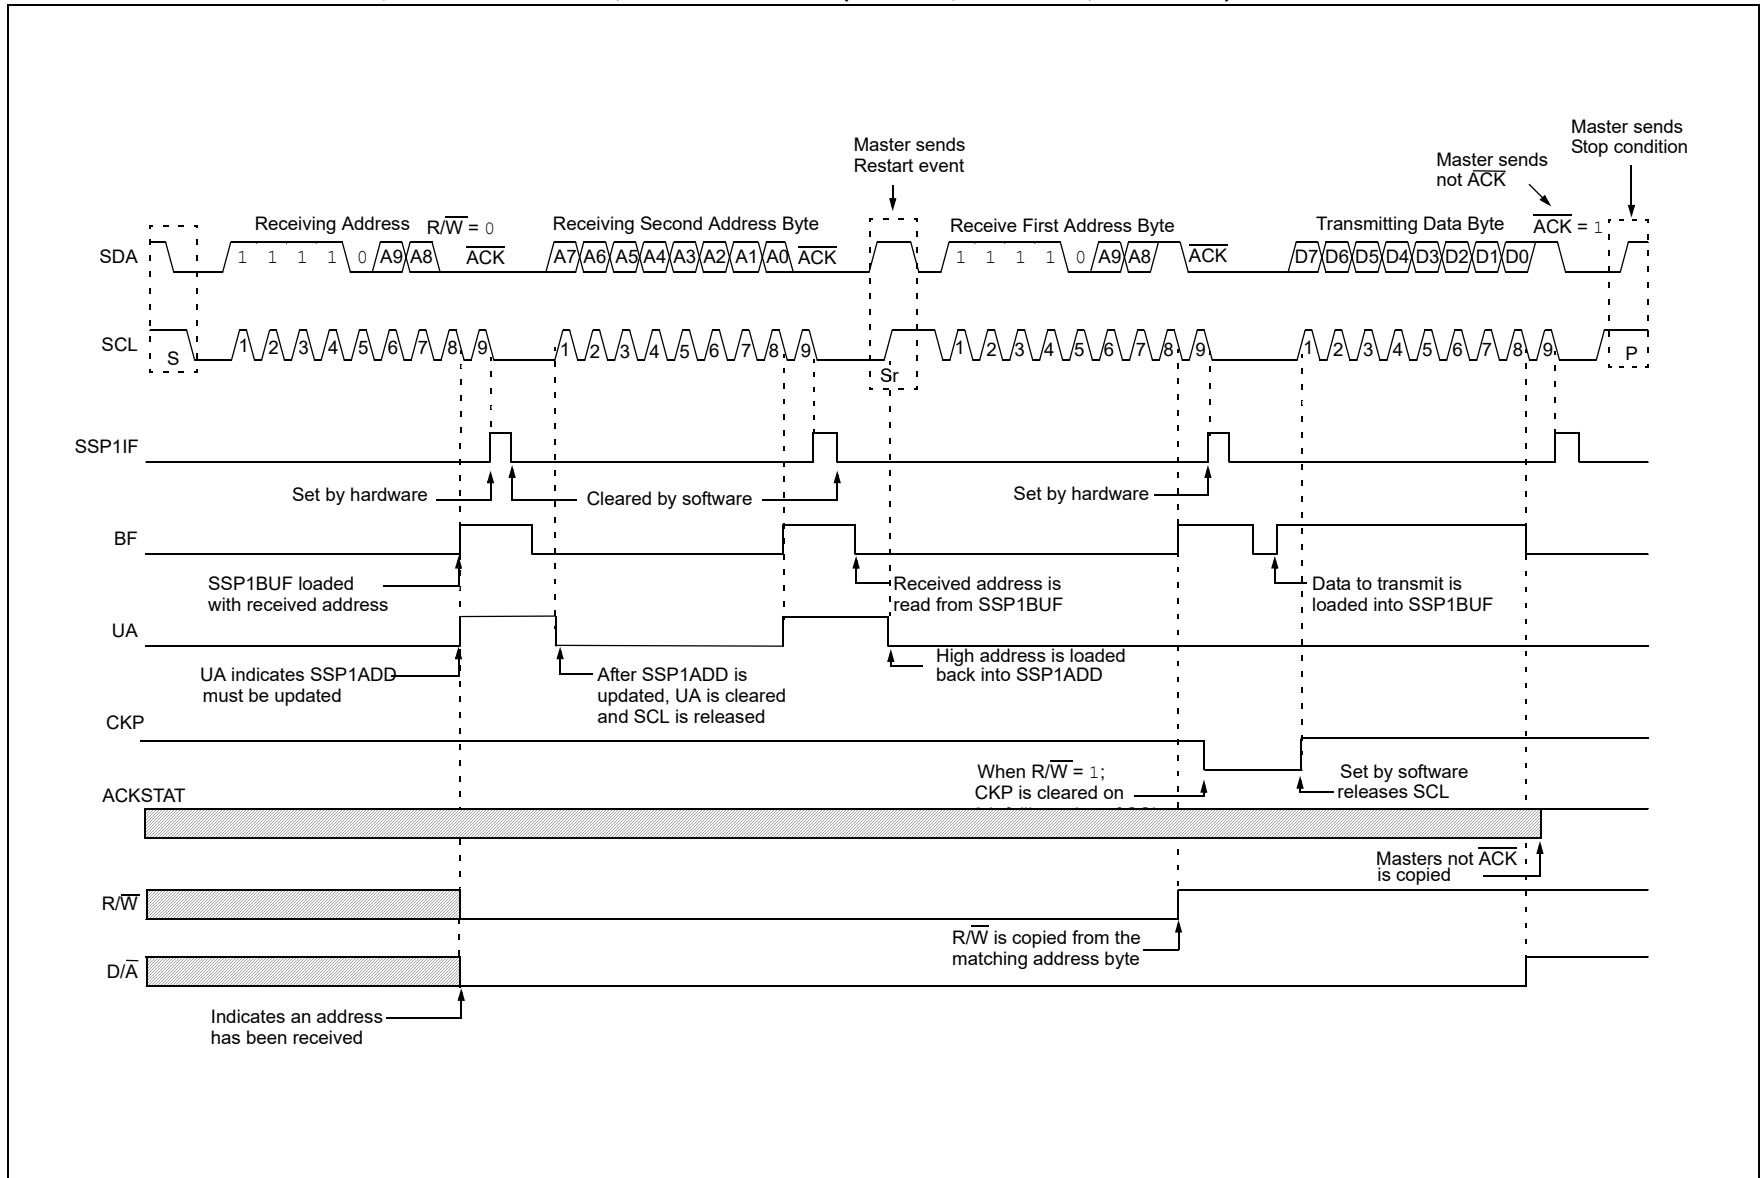 Master sends
Restart event
Master sends
not ACK
Master sends
Stop condition
Receiving Address R/W = 0
Receiving Second Address Byte
Receive First Address Byte
Transmitting Data Byte
ACK = 1
SDA
1 1 1 1 0 A9 A8 ACK
A7 A6 A5 A4 A3 A2 A1 A0 ACK
1 1 1 1 0 A9 A8 ACK
D7 D6 D5 D4 D3 D2 D1 D0
SCL
S
1 2 3 4 5 6 7 8 9
1 2 3 4 5 6 7 8 9
Sr
1 2 3 4 5 6 7 8 9
1 2 3 4 5 6 7 8 9
P
SSP1IF
Set by hardware
Cleared by software
Set by hardware
BF
SSP1BUF loaded
with received address
Received address is
read from SSP1BUF
Data to transmit is
loaded into SSP1BUF
UA
UA indicates SSP1ADD
must be updated
After SSP1ADD is
updated, UA is cleared
and SCL is released
High address is loaded
back into SSP1ADD
CKP
When R/W = 1;
CKP is cleared on
Set by software
releases SCL
ACKSTAT
Masters not ACK
is copied
R/W
R/W is copied from the
matching address byte
D/A
Indicates an address
has been received